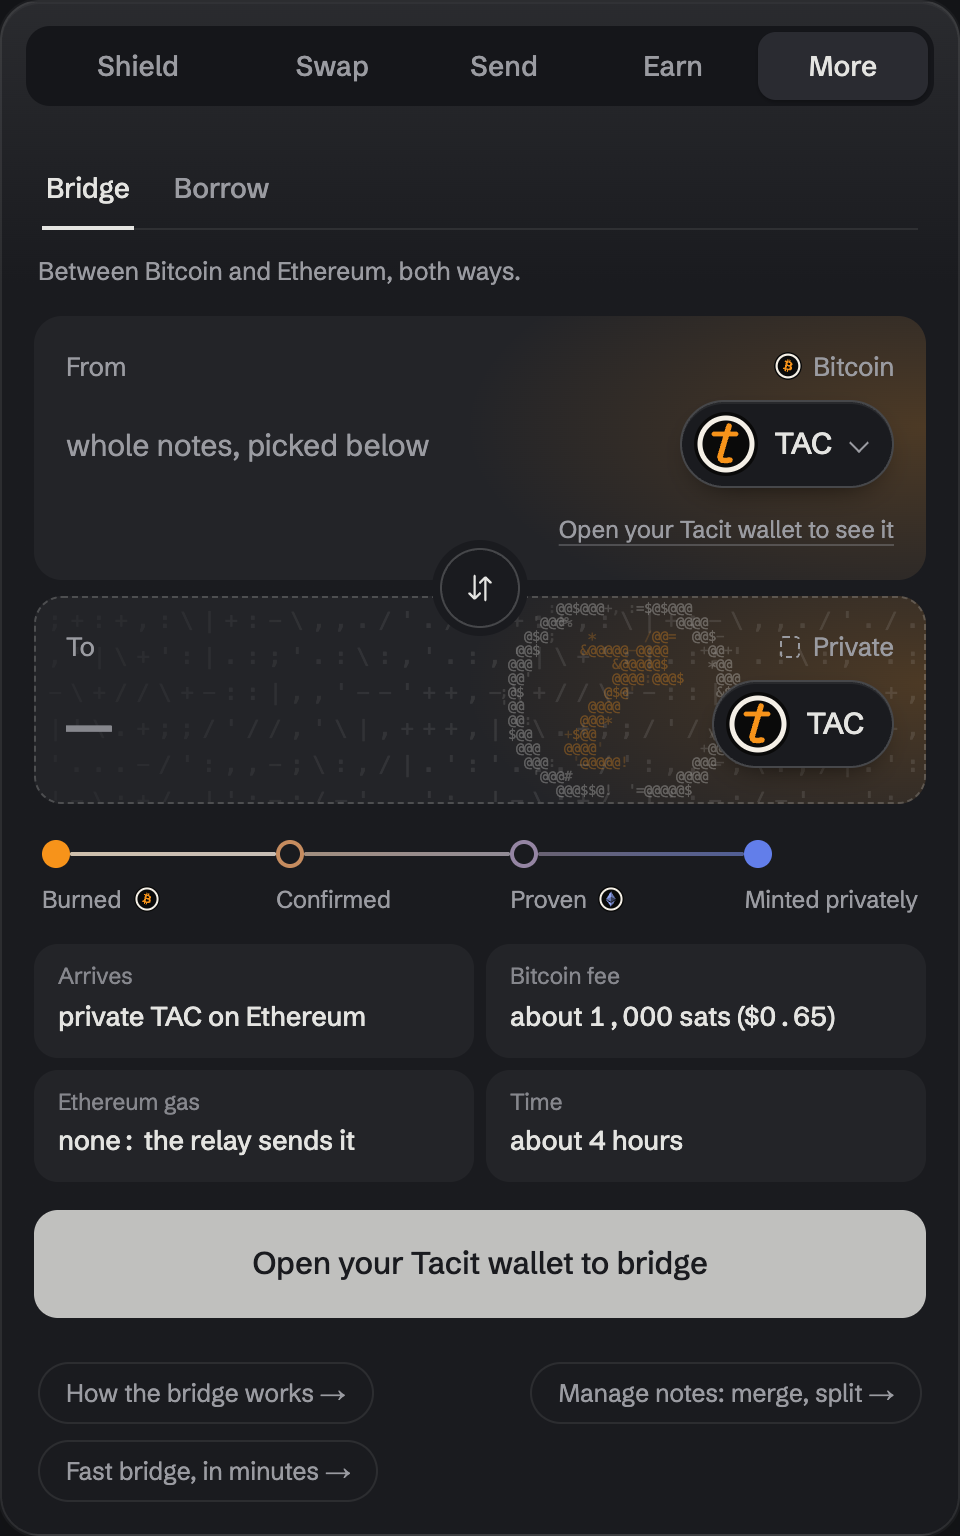 Shield Swap Send Earn More
Bridge Borrow
Between Bitcoin and Ethereum, both ways.
From Bitcoin
whole notes, picked below TAC
Open your Tacit wallet to see it
To Private
— TAC
Burned Confirmed Proven Minted privately
Arrives Bitcoin fee
private TAC on Ethereum about 1,000 sats ($0.65)
Ethereum gas Time
none: the relay sends it about 4 hours
Open your Tacit wallet to bridge
How the bridge works → Manage notes: merge, split →
Fast bridge, in minutes →